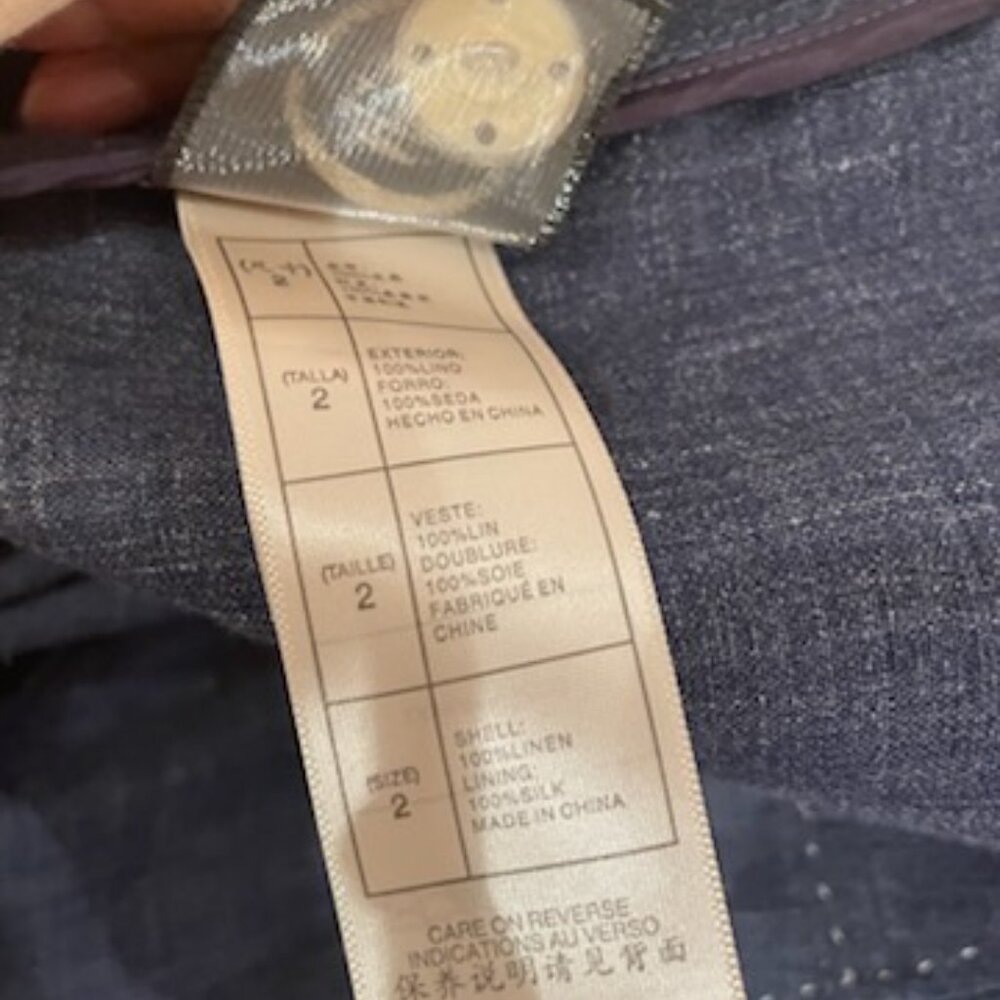 2
(TALLA)
2
EXTERIOR:
100%LINO
FORRO:
100%SEDA
HECHO EN CHINA
(TAILLE)
2
VESTE:
100%LIN
DOUBLURE:
100%SOIE
FABRIQUÉ EN
CHINE
(SIZE)
2
SHELL:
100%LINEN
LINING:
100%SILK
MADE IN CHINA
CARE ON REVERSE
INDICATIONS AU VERSO
保养说明请见背面